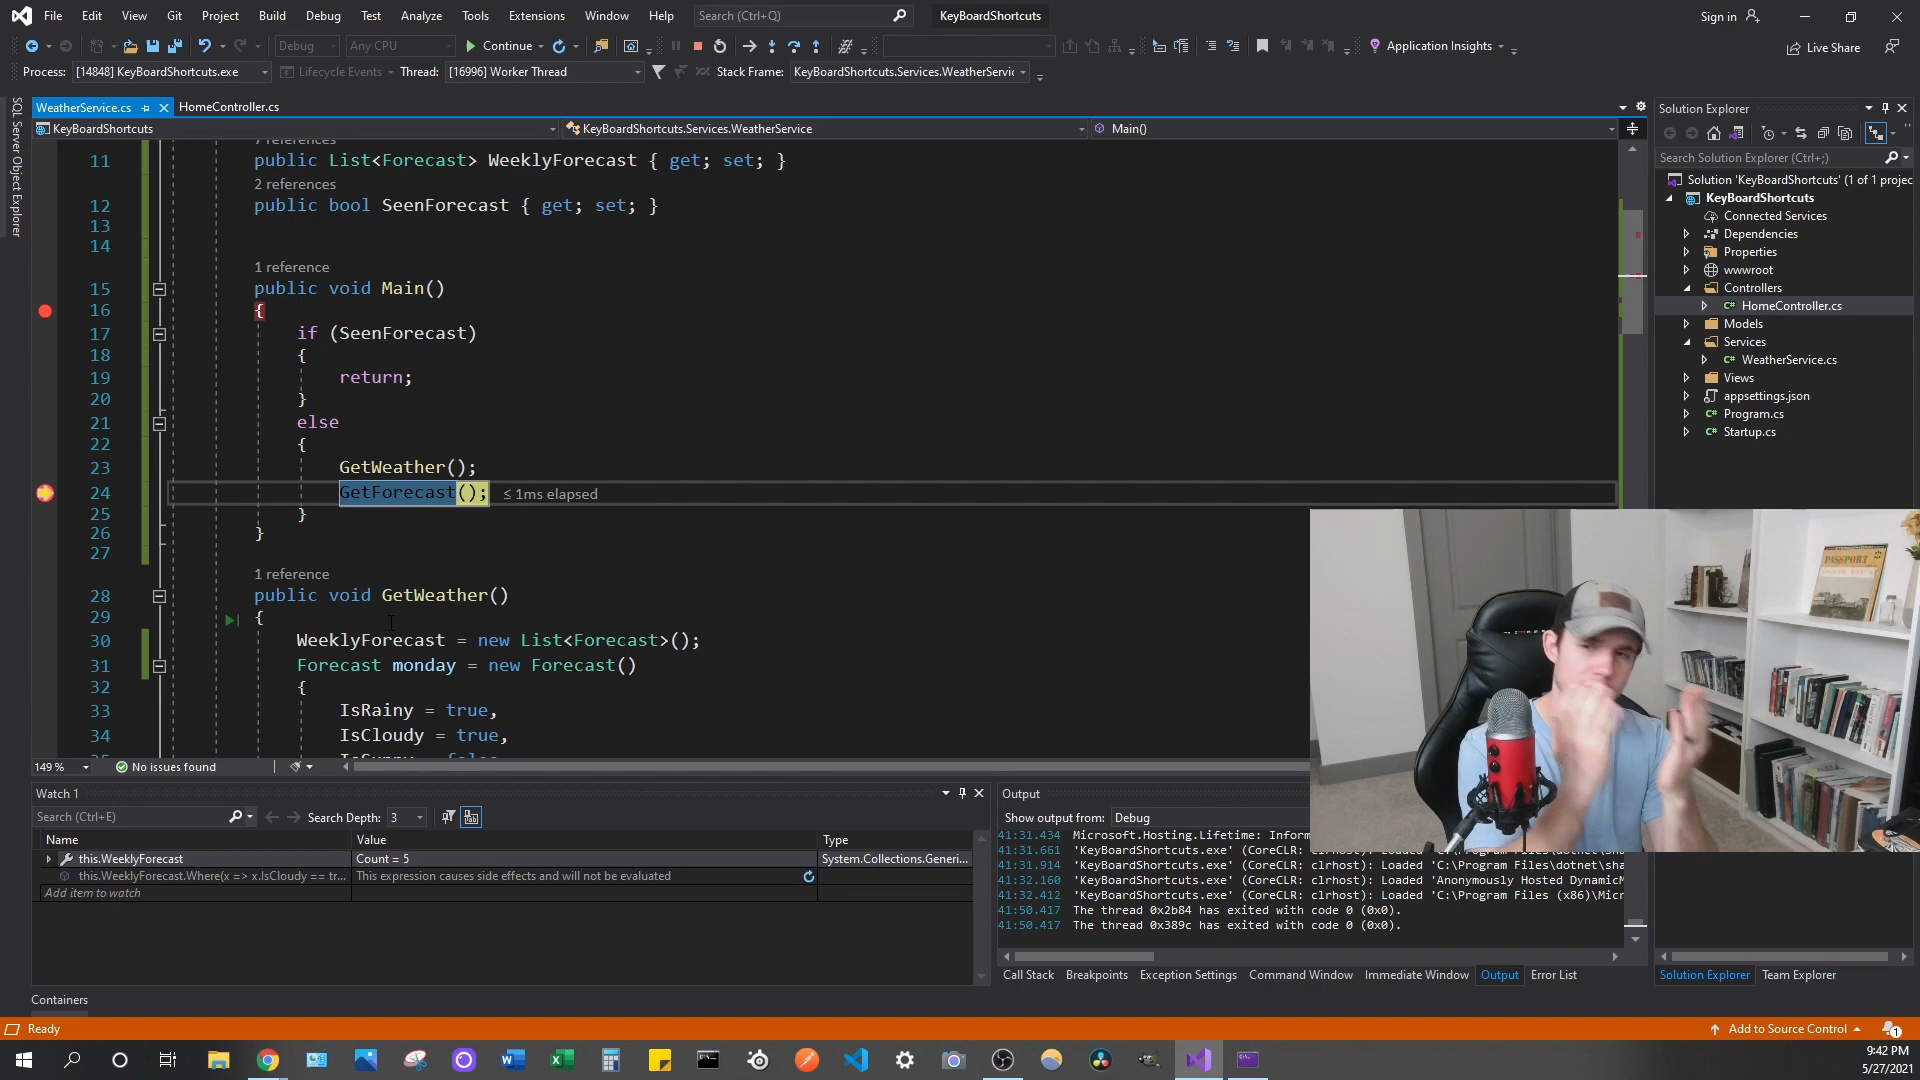 File Edit View Git Project Build Debug Test Analyze Tools Extensions Window Help Search (Ctrl+Q) KeyBoardShortcuts Sign in
Debug Any CPU Continue Application Insights Live Share
Process: [14848] KeyBoardShortcuts.exe Lifecycle Events Thread: [16996] Worker Thread Stack Frame: KeyBoardShortcuts.Services.WeatherServic
SQL Server Object Explorer
WeatherService.cs HomeController.cs
KeyBoardShortcuts KeyBoardShortcuts.Services.WeatherService Main()
7 references
11 public List<Forecast> WeeklyForecast { get; set; }
2 references
12 public bool SeenForecast { get; set; }
13
14
1 reference
15 public void Main()
16 {
17 if (SeenForecast)
18 {
19 return;
20 }
21 else
22 {
23 GetWeather();
24 GetForecast(); ≤ 1ms elapsed
25 }
26 }
27
1 reference
28 public void GetWeather()
29 {
30 WeeklyForecast = new List<Forecast>();
31 Forecast monday = new Forecast()
32 {
33 IsRainy = true,
34 IsCloudy = true,
149 % No issues found
Solution Explorer
Search Solution Explorer (Ctrl+;)
Solution 'KeyBoardShortcuts' (1 of 1 projec
KeyBoardShortcuts
Connected Services
Dependencies
Properties
wwwroot
Controllers
C# HomeController.cs
Models
Services
C# WeatherService.cs
Views
appsettings.json
C# Program.cs
C# Startup.cs
PASSPORT
Watch 1
Search (Ctrl+E) Search Depth: 3
Name Value Type
this.WeeklyForecast Count = 5 System.Collections.Generi...
this.WeeklyForecast.Where(x => x.IsCloudy == tr... This expression causes side effects and will not be evaluated
Add item to watch
Output
Show output from: Debug
41:31.434 Microsoft.Hosting.Lifetime: Inform
41:31.661 'KeyBoardShortcuts.exe' (CoreCLR: clrhost): Loaded 'C:\Program Files\dotnet\sha
41:31.914 'KeyBoardShortcuts.exe' (CoreCLR: clrhost): Loaded 'C:\Program Files\dotnet\sha
41:32.160 'KeyBoardShortcuts.exe' (CoreCLR: clrhost): Loaded 'Anonymously Hosted DynamicM
41:32.412 'KeyBoardShortcuts.exe' (CoreCLR: clrhost): Loaded 'C:\Program Files (x86)\Micr
41:50.417 The thread 0x2b84 has exited with code 0 (0x0).
41:50.417 The thread 0x389c has exited with code 0 (0x0).
Call Stack Breakpoints Exception Settings Command Window Immediate Window Output Error List
Solution Explorer Team Explorer
Containers
Ready Add to Source Control 1
9:42 PM
5/27/2021